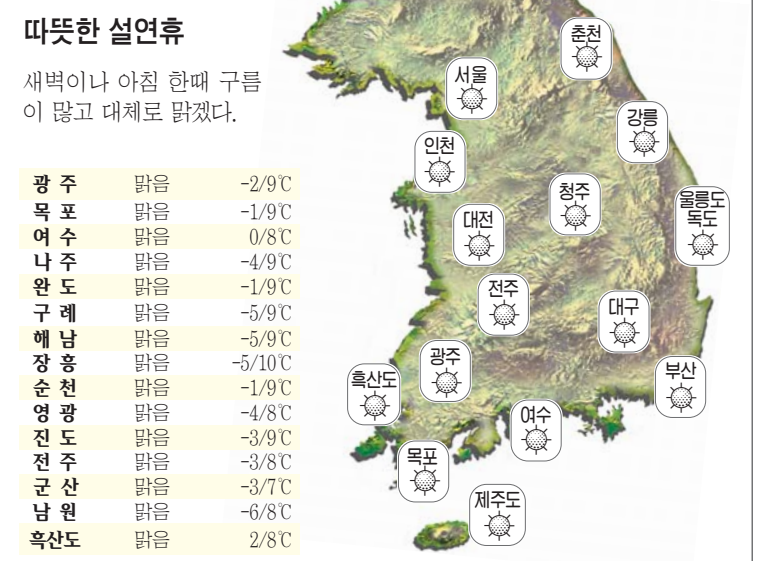 따뜻한 설연휴
새벽이나 아침 한때 구름
이 많고 대체로 맑겠다.
광 주 맑음 -2/9℃
목 포 맑음 -1/9℃
여 수 맑음 0/8℃
나 주 맑음 -4/9℃
완 도 맑음 -1/9℃
구 례 맑음 -5/9℃
해 남 맑음 -5/9℃
장 흥 맑음 -5/10℃
순 천 맑음 -1/9℃
영 광 맑음 -4/8℃
진 도 맑음 -3/9℃
전 주 맑음 -3/8℃
군 산 맑음 -3/7℃
남 원 맑음 -6/8℃
흑산도 맑음 2/8℃
춘천
서울
강릉
인천
청주
울릉도
독도
대전
전주
대구
광주
부산
흑산도
여수
목포
제주도